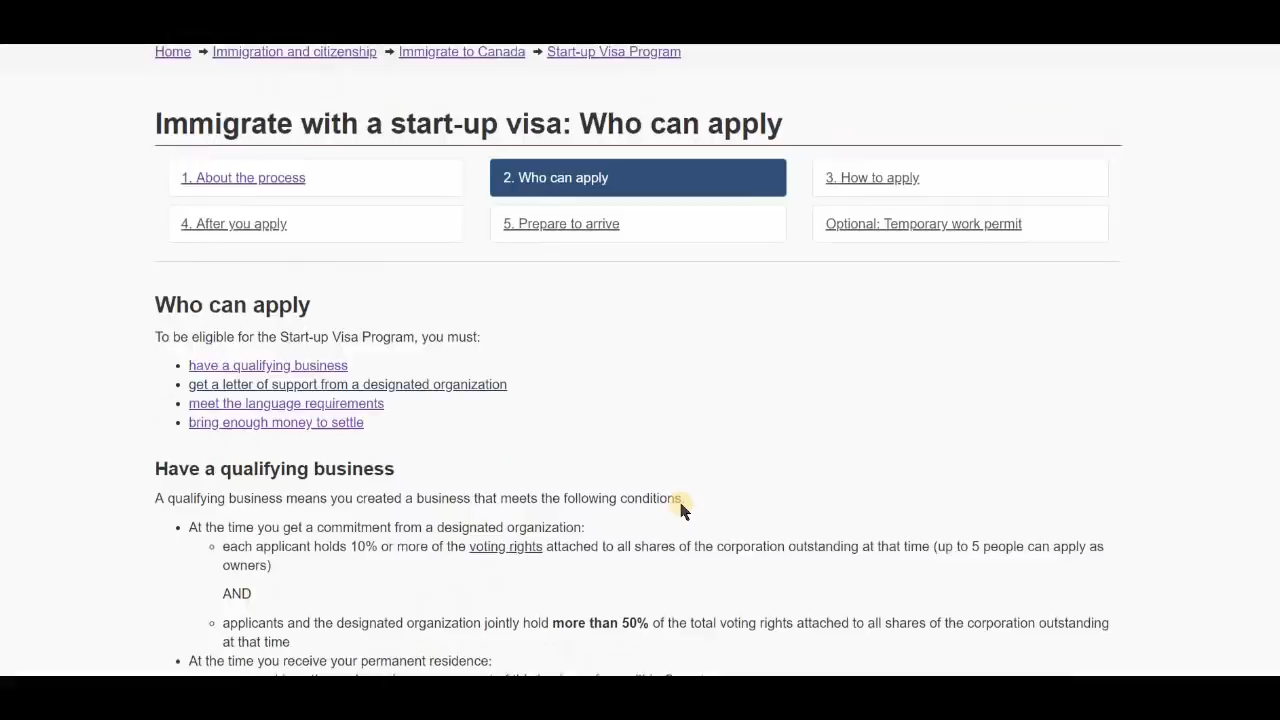 Home ➞ Immigration and citizenship ➞ Immigrate to Canada ➞ Start-up Visa Program
Immigrate with a start-up visa: Who can apply
1. About the process
2. Who can apply
3. How to apply
4. After you apply
5. Prepare to arrive
Optional: Temporary work permit
Who can apply
To be eligible for the Start-up Visa Program, you must:
• have a qualifying business
• get a letter of support from a designated organization
• meet the language requirements
• bring enough money to settle
Have a qualifying business
A qualifying business means you created a business that meets the following conditions.
• At the time you get a commitment from a designated organization:
◦ each applicant holds 10% or more of the voting rights attached to all shares of the corporation outstanding at that time (up to 5 people can apply as
owners)
AND
◦ applicants and the designated organization jointly hold more than 50% of the total voting rights attached to all shares of the corporation outstanding
at that time
• At the time you receive your permanent residence: